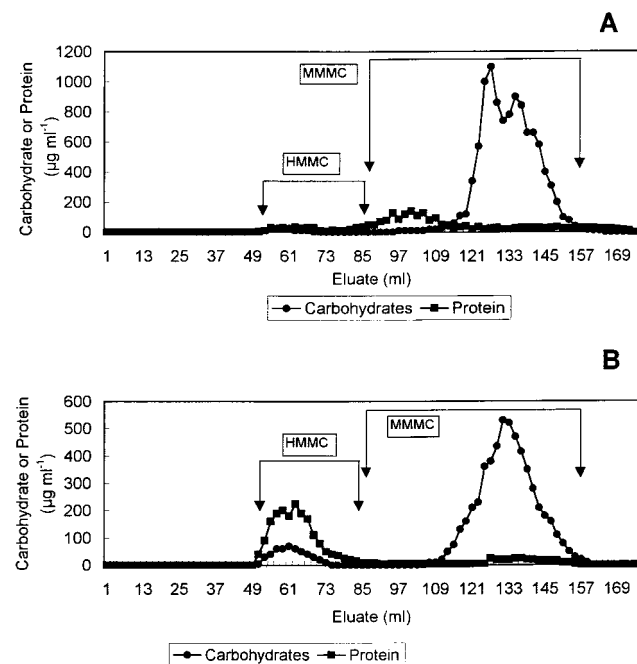 A
1200
1000
800
600
400
200
0
Carbohydrate or Protein
(µg ml⁻¹)
MMMC
HMMC
1 13 25 37 49 61 73 85 97 109 121 133 145 157 169
Eluate (ml)
Carbohydrates Protein
B
600
500
400
300
200
100
0
Carbohydrate or Protein
(µg ml⁻¹)
HMMC
MMMC
1 13 25 37 49 61 73 85 97 109 121 133 145 157 169
Eluate (ml)
Carbohydrates Protein